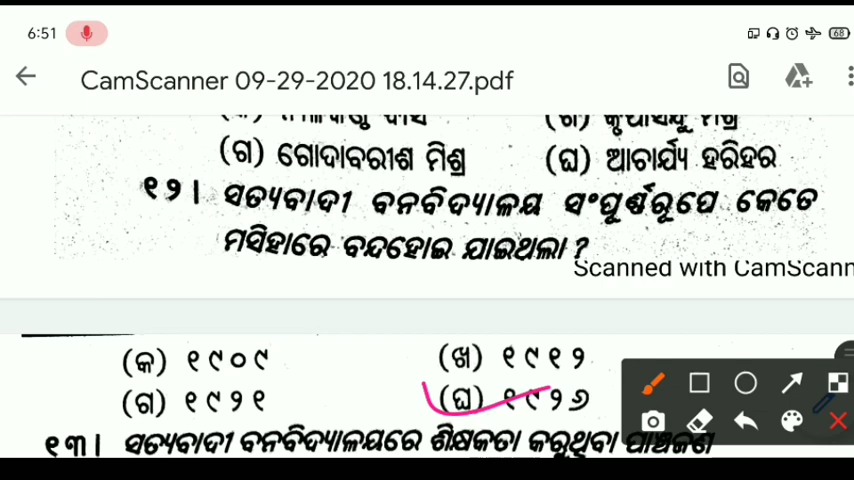 6:51 68
CamScanner 09-29-2020 18.14.27.pdf
(ଗ) ଗୋଦାବରୀଶ ମିଶ୍ର (ଘ) ଆଚାର୍ଯ୍ୟ ହରିହର
୧୨। ସତ୍ୟବାଦୀ ବନବିଦ୍ୟାଳୟ ସଂପୂର୍ଣ୍ଣରୂପେ କେତେ
ମସିହାରେ ବନ୍ଦହୋଇ ଯାଇଥିଲା ?
Scanned with CamScann
(କ) ୧୯୦୯ (ଖ) ୧୯୧୨
(ଗ) ୧୯୨୧ (ଘ) ୧୯୨୬
୧୩। ସତ୍ୟବାଦୀ ବନବିଦ୍ୟାଳୟରେ ଶିକ୍ଷକତା କରୁଥିବା ପାଞ୍ଚଜଣ